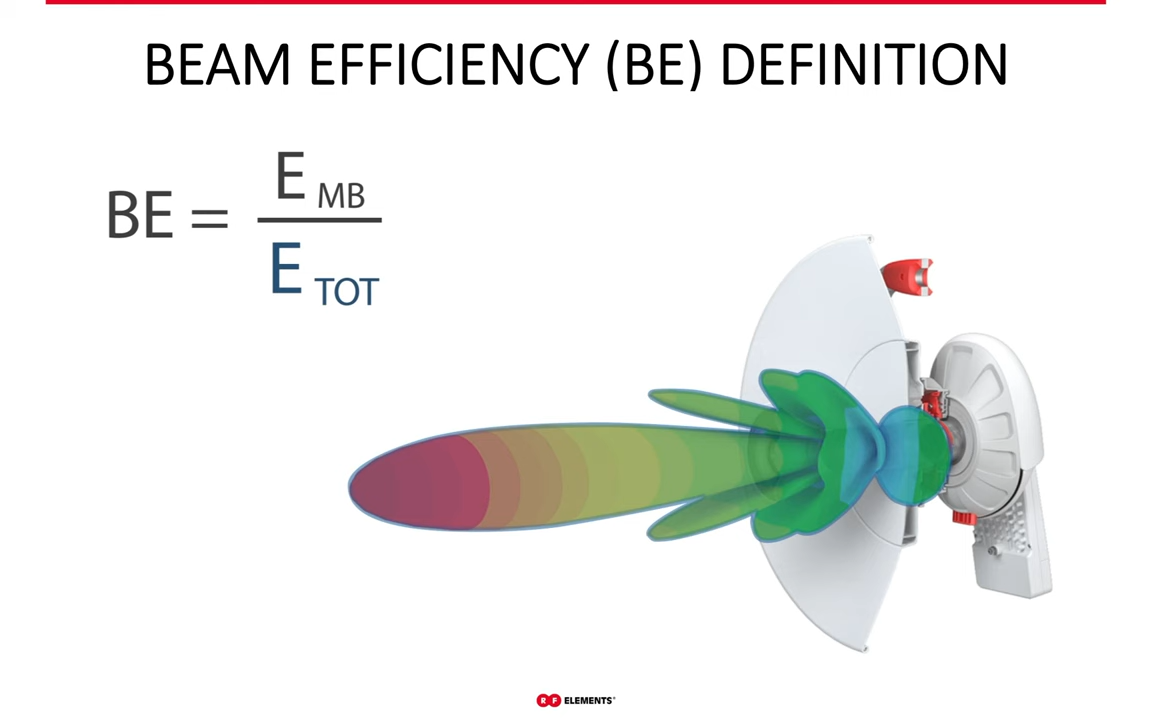 BEAM EFFICIENCY (BE) DEFINITION
BE = E MB
E TOT
RF ELEMENTS